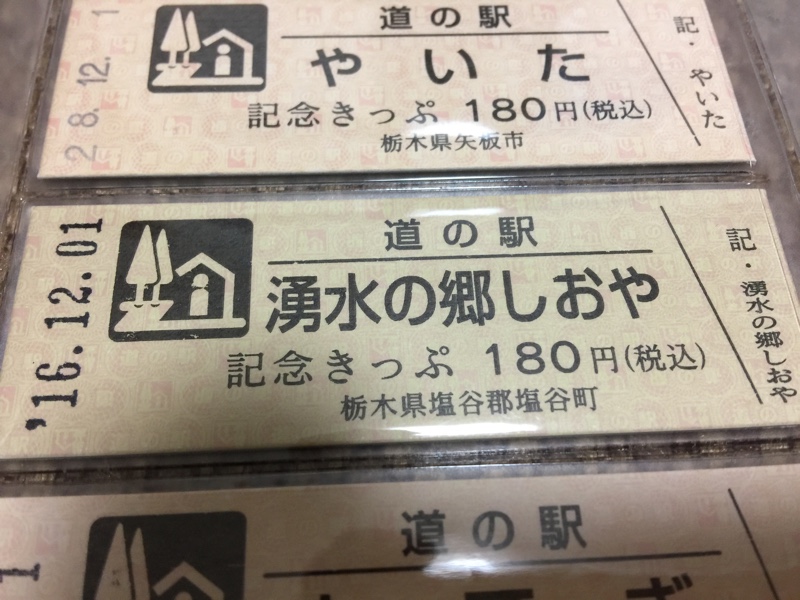 28.12.1
道の駅
やいた
記念きっぷ 180円(税込)
栃木県矢板市
記・やいた
'16.12.01
道の駅
湧水の郷しおや
記念きっぷ 180円(税込)
栃木県塩谷郡塩谷町
記・湧水の郷しおや
1
道の駅